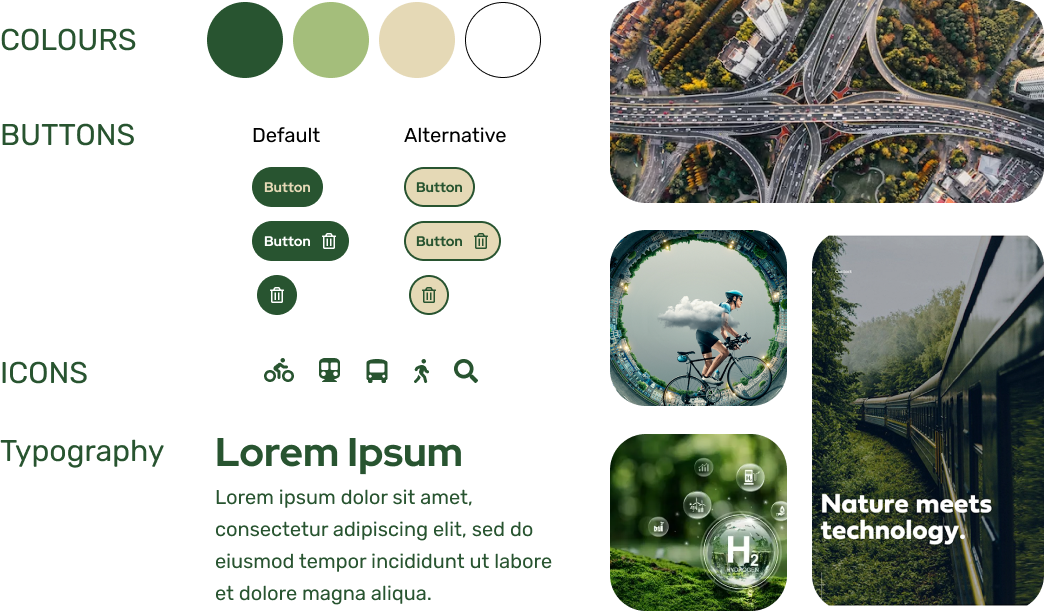 COLOURS
BUTTONS
Default
Alternative
Button
Button
Button
Button
ICONS
Typography
Lorem Ipsum
Lorem ipsum dolor sit amet,
consectetur adipiscing elit, sed do
eiusmod tempor incididunt ut labore
et dolore magna aliqua.
H2
HYDROGEN
Nature meets
technology.